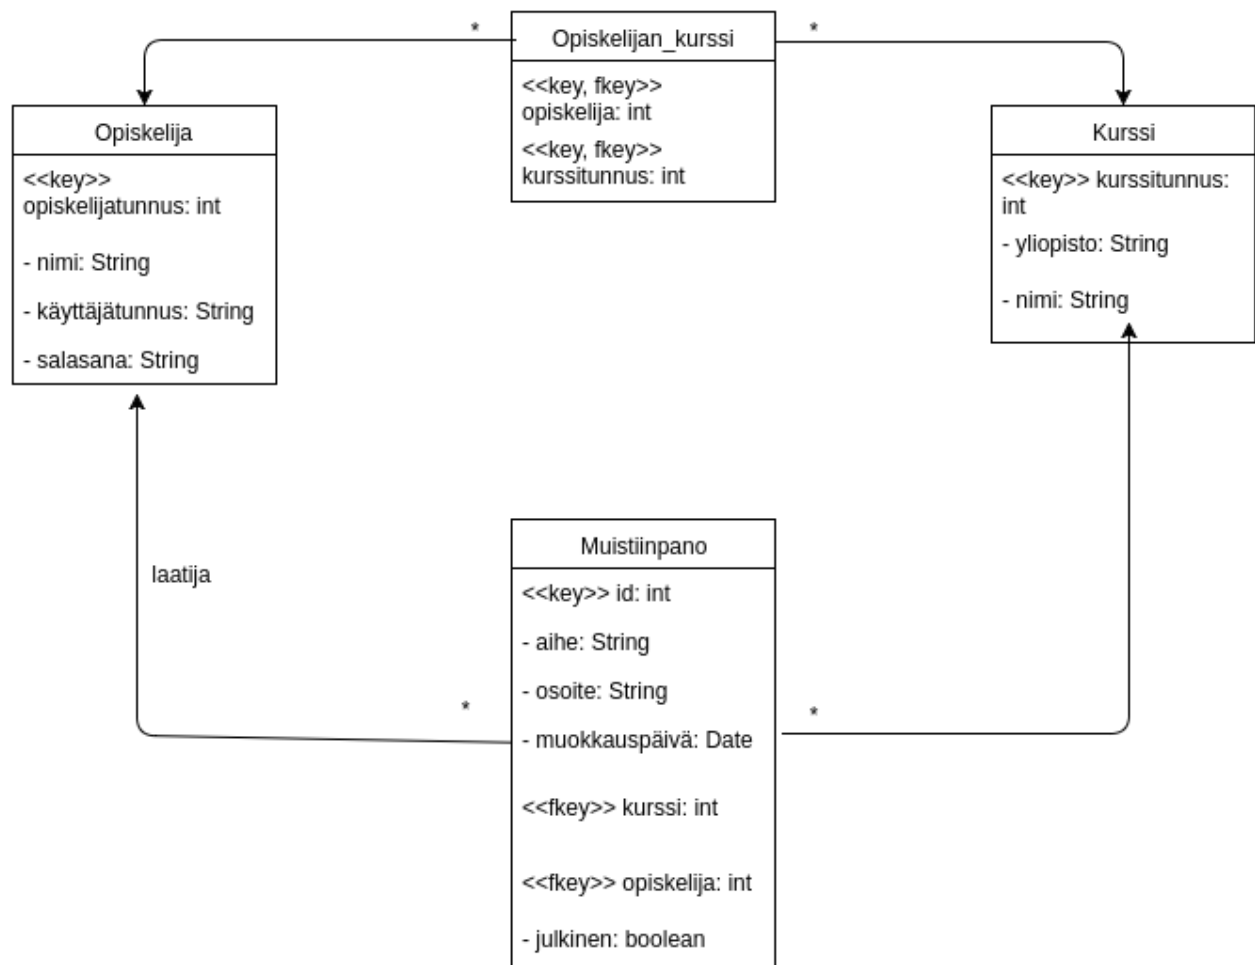 *
Opiskelijan_kurssi
*
<<key, fkey>>
opiskelija: int
<<key, fkey>>
kurssitunnus: int
Opiskelija
<<key>>
opiskelijatunnus: int
- nimi: String
- käyttäjätunnus: String
- salasana: String
Kurssi
<<key>> kurssitunnus:
int
- yliopisto: String
- nimi: String
laatija
*
Muistiinpano
<<key>> id: int
- aihe: String
- osoite: String
- muokkauspäivä: Date
<<fkey>> kurssi: int
<<fkey>> opiskelija: int
- julkinen: boolean
*